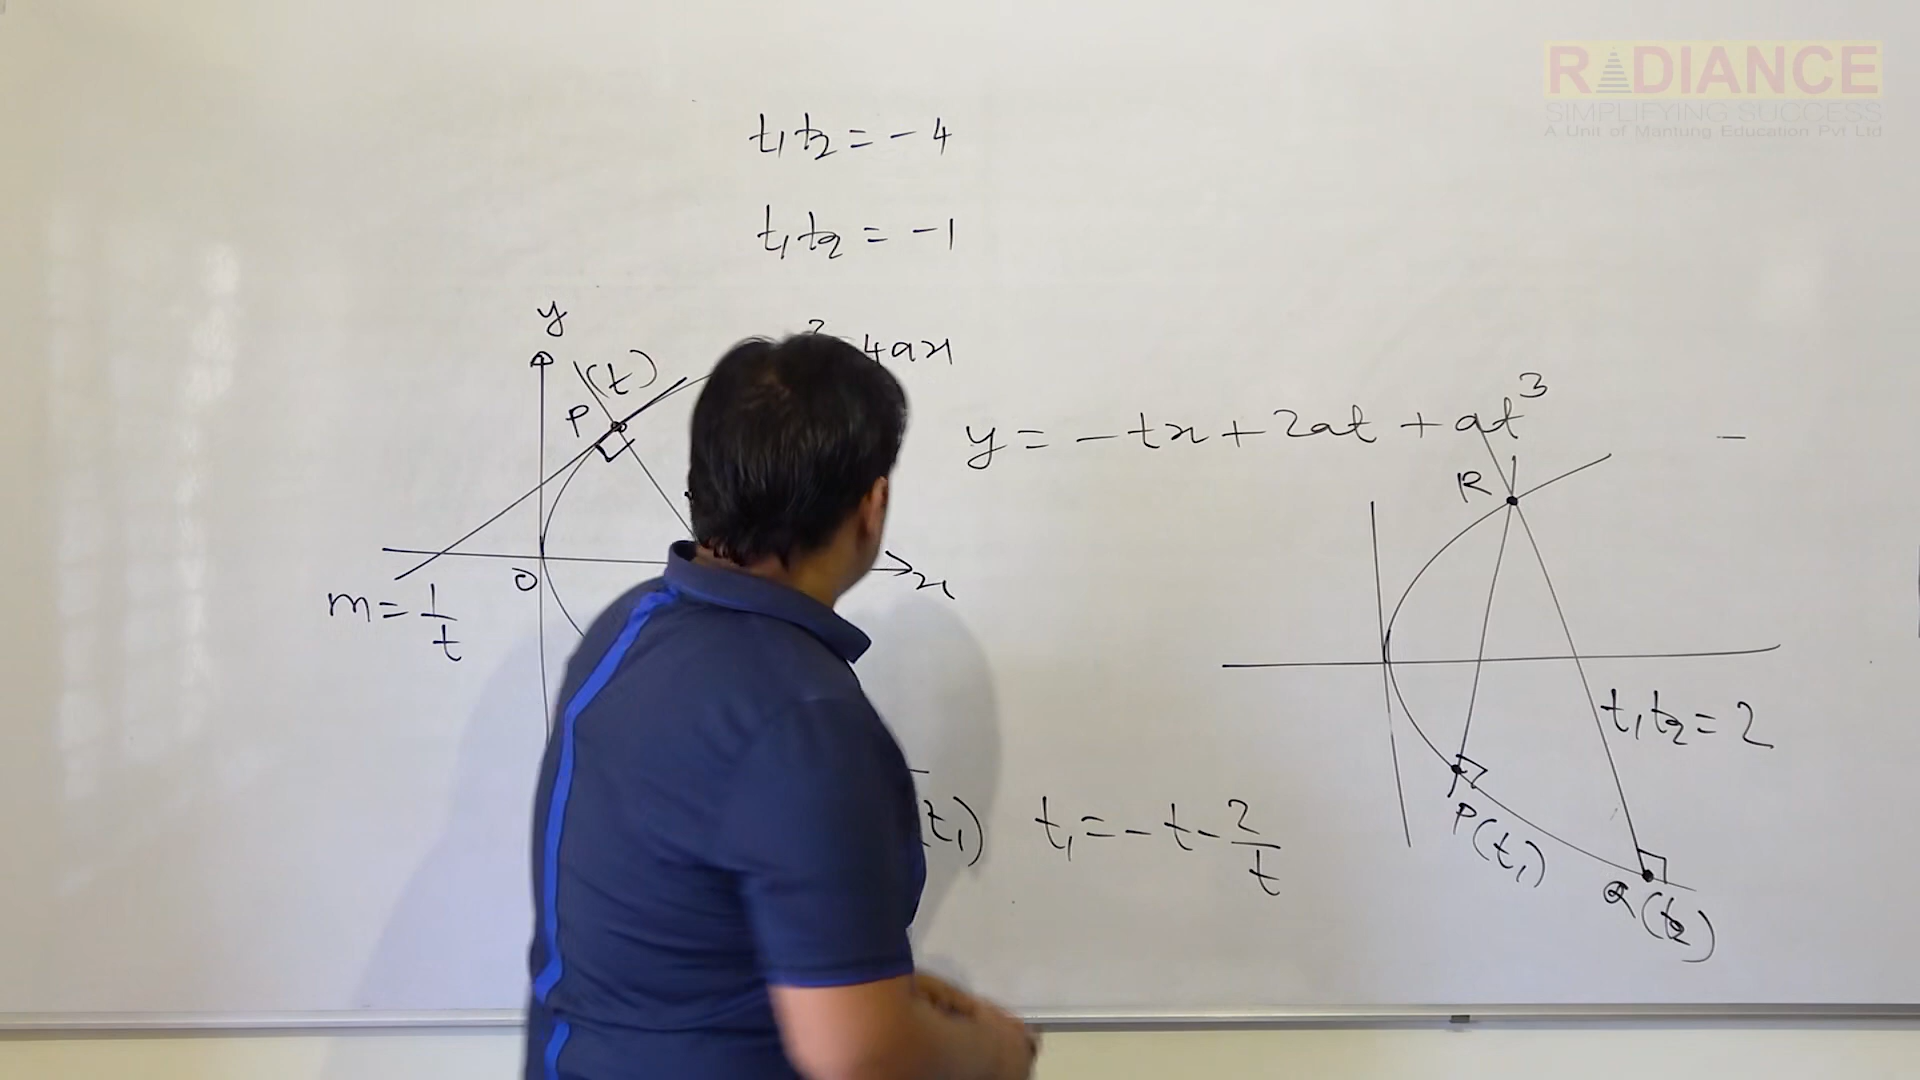 RADIANCE
SIMPLIFYING SUCCESS
A Unit of Mantung Education Pvt Ltd
t₁t₂ = -4
t₁t₂ = -1
y
2 4ax
(t)
P
y = -tx + 2at + at³
R
O
x
m = 1/t
t₁t₂ = 2
(t₁) t₁ = -t - 2/t
P(t₁)
Q(t₂)